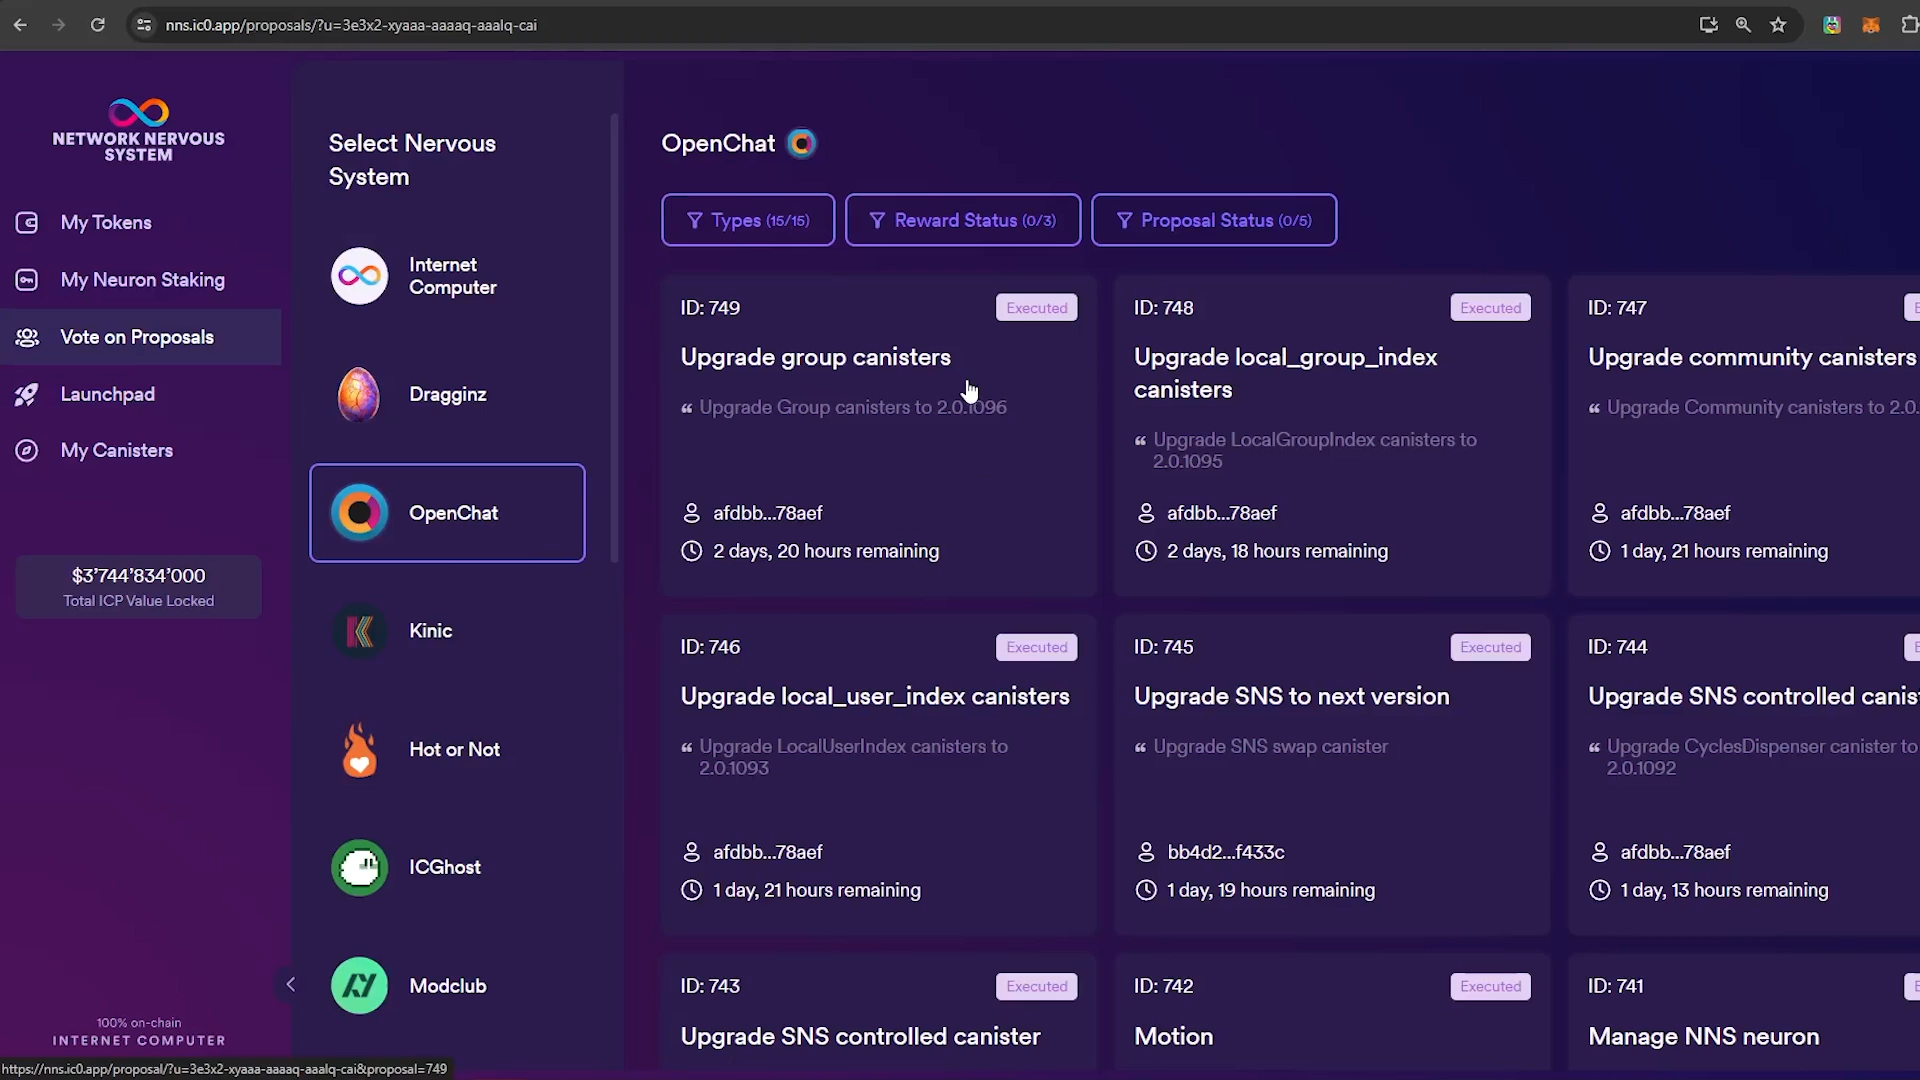 nns.ic0.app/proposals/?u=3e3x2-xyaaa-aaaaq-aaalq-cai
NETWORK NERVOUS
SYSTEM
My Tokens
My Neuron Staking
Vote on Proposals
Launchpad
My Canisters
$3’744’834’000
Total ICP Value Locked
100% on-chain
INTERNET COMPUTER
Select Nervous
System
Internet
Computer
Dragginz
OpenChat
Kinic
Hot or Not
ICGhost
Modclub
OpenChat
Types (15/15)
Reward Status (0/3)
Proposal Status (0/5)
ID: 749
Executed
Upgrade group canisters
“ Upgrade Group canisters to 2.0.1096
afdbb...78aef
2 days, 20 hours remaining
ID: 748
Executed
Upgrade local_group_index
canisters
“ Upgrade LocalGroupIndex canisters to
2.0.1095
afdbb...78aef
2 days, 18 hours remaining
ID: 747
E
Upgrade community canisters
“ Upgrade Community canisters to 2.0.
afdbb...78aef
1 day, 21 hours remaining
ID: 746
Executed
Upgrade local_user_index canisters
“ Upgrade LocalUserIndex canisters to
2.0.1093
afdbb...78aef
1 day, 21 hours remaining
ID: 745
Executed
Upgrade SNS to next version
“ Upgrade SNS swap canister
bb4d2...f433c
1 day, 19 hours remaining
ID: 744
E
Upgrade SNS controlled canis
“ Upgrade CyclesDispenser canister to
2.0.1092
afdbb...78aef
1 day, 13 hours remaining
ID: 743
Executed
Upgrade SNS controlled canister
ID: 742
Executed
Motion
ID: 741
E
Manage NNS neuron
https://nns.ic0.app/proposal/?u=3e3x2-xyaaa-aaaaq-aaalq-cai&proposal=749